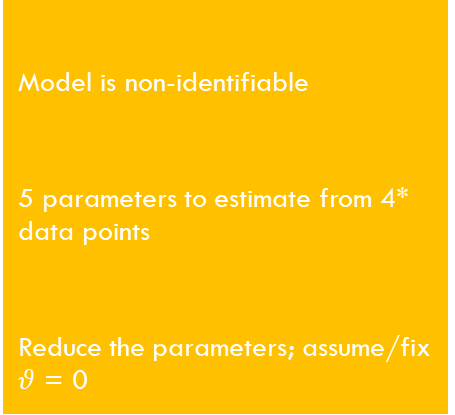 Model is non-identifiable
5 parameters to estimate from 4*
data points
Reduce the parameters; assume/fix
𝜗 = 0